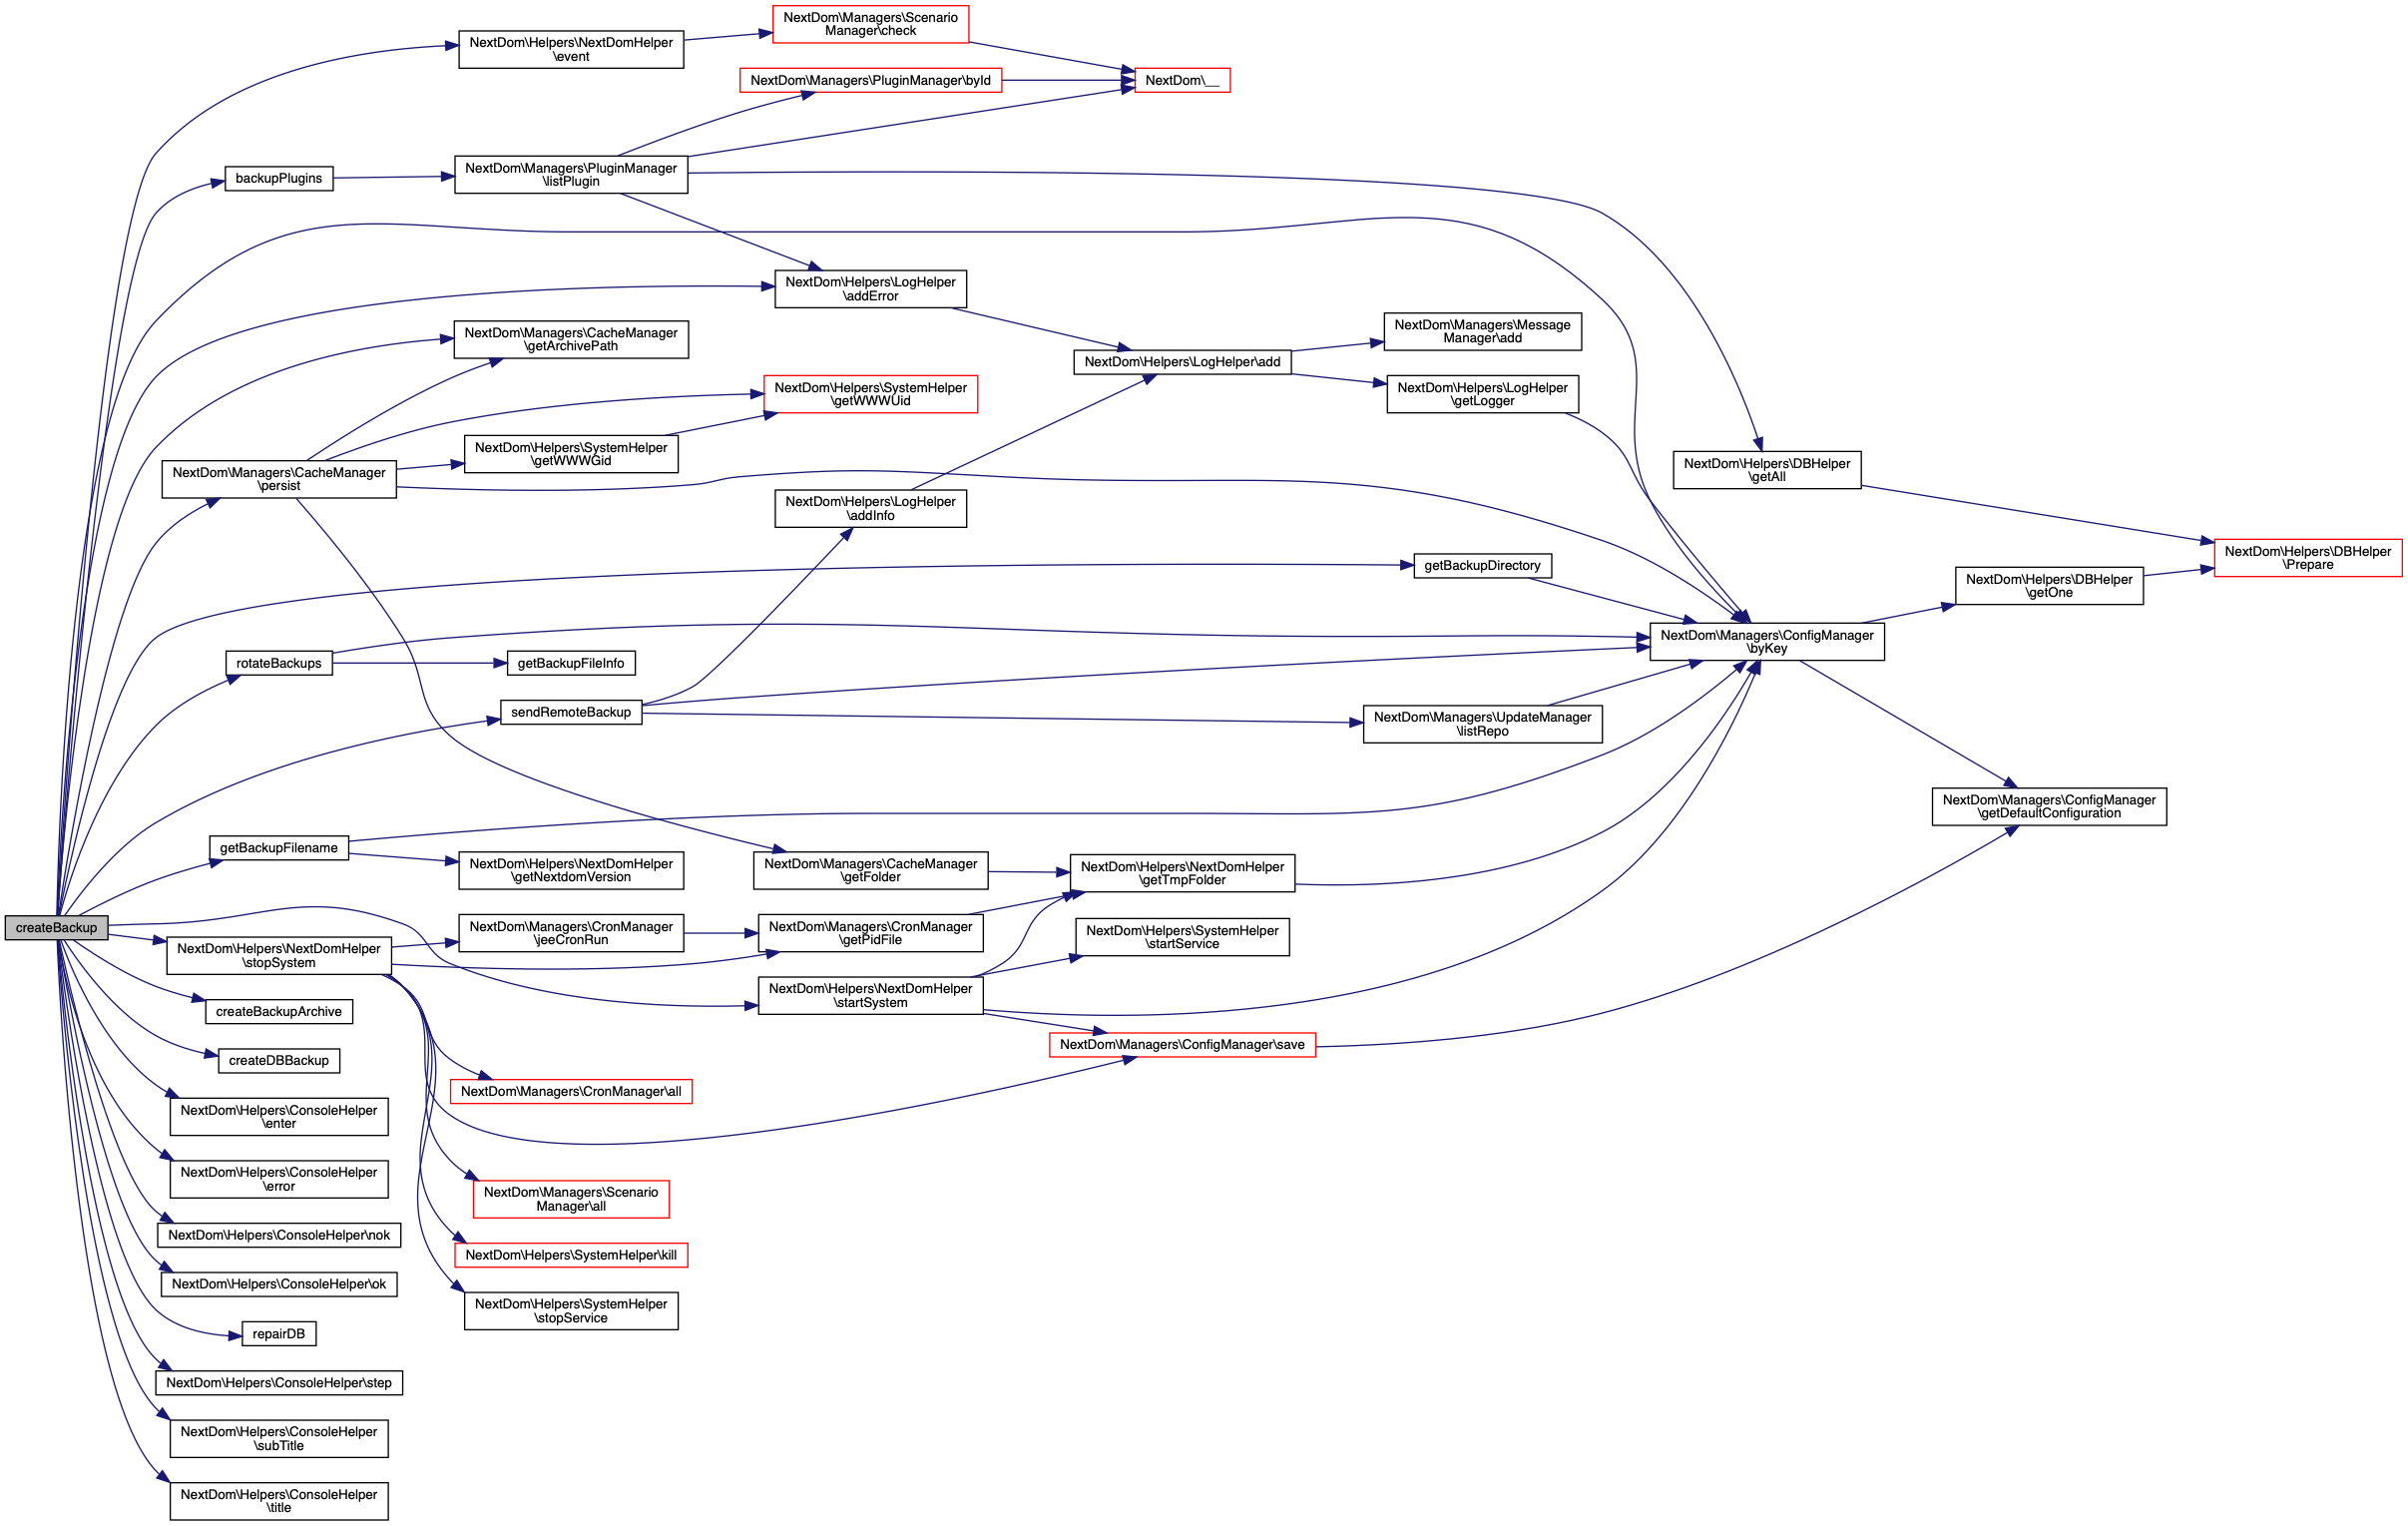 NextDom\Managers\Scenario
Manager\check
NextDom\Helpers\NextDomHelper
\event
NextDom\Managers\PluginManager\byId
NextDom\__
backupPlugins
NextDom\Managers\PluginManager
\listPlugin
NextDom\Helpers\LogHelper
\addError
NextDom\Managers\CacheManager
\getArchivePath
NextDom\Managers\Message
Manager\add
NextDom\Helpers\LogHelper\add
NextDom\Helpers\SystemHelper
\getWWWUid
NextDom\Helpers\LogHelper
\getLogger
NextDom\Helpers\SystemHelper
\getWWWGid
NextDom\Managers\CacheManager
\persist
NextDom\Helpers\DBHelper
\getAll
NextDom\Helpers\LogHelper
\addInfo
NextDom\Helpers\DBHelper
\Prepare
getBackupDirectory
NextDom\Helpers\DBHelper
\getOne
NextDom\Managers\ConfigManager
\byKey
rotateBackups
getBackupFileInfo
sendRemoteBackup
NextDom\Managers\UpdateManager
\listRepo
NextDom\Managers\ConfigManager
\getDefaultConfiguration
getBackupFilename
NextDom\Helpers\NextDomHelper
\getNextdomVersion
NextDom\Managers\CacheManager
\getFolder
NextDom\Helpers\NextDomHelper
\getTmpFolder
createBackup
NextDom\Helpers\NextDomHelper
\stopSystem
NextDom\Managers\CronManager
\jeeCronRun
NextDom\Managers\CronManager
\getPidFile
NextDom\Helpers\SystemHelper
\startService
NextDom\Helpers\NextDomHelper
\startSystem
createBackupArchive
NextDom\Managers\ConfigManager\save
createDBBackup
NextDom\Managers\CronManager\all
NextDom\Helpers\ConsoleHelper
\enter
NextDom\Helpers\ConsoleHelper
\error
NextDom\Managers\Scenario
Manager\all
NextDom\Helpers\ConsoleHelper\nok
NextDom\Helpers\SystemHelper\kill
NextDom\Helpers\ConsoleHelper\ok
NextDom\Helpers\SystemHelper
\stopService
repairDB
NextDom\Helpers\ConsoleHelper\step
NextDom\Helpers\ConsoleHelper
\subTitle
NextDom\Helpers\ConsoleHelper
\title